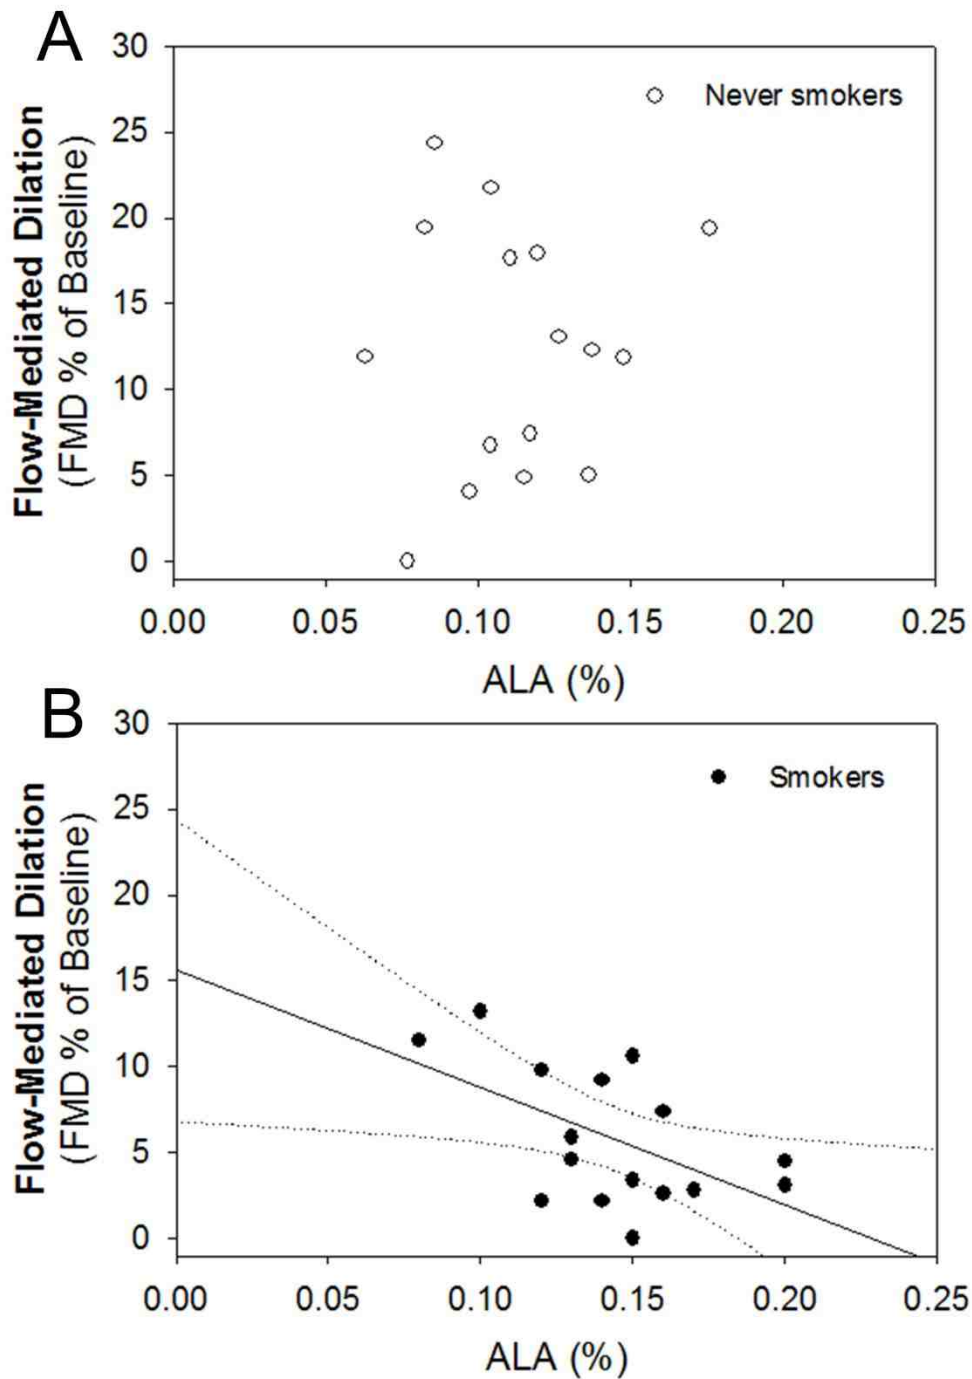 A
Flow-Mediated Dilation
(FMD % of Baseline)
30
25
20
15
10
5
0
Never smokers
0.00 0.05 0.10 0.15 0.20 0.25
ALA (%)
B
Flow-Mediated Dilation
(FMD % of Baseline)
30
25
20
15
10
5
0
Smokers
0.00 0.05 0.10 0.15 0.20 0.25
ALA (%)